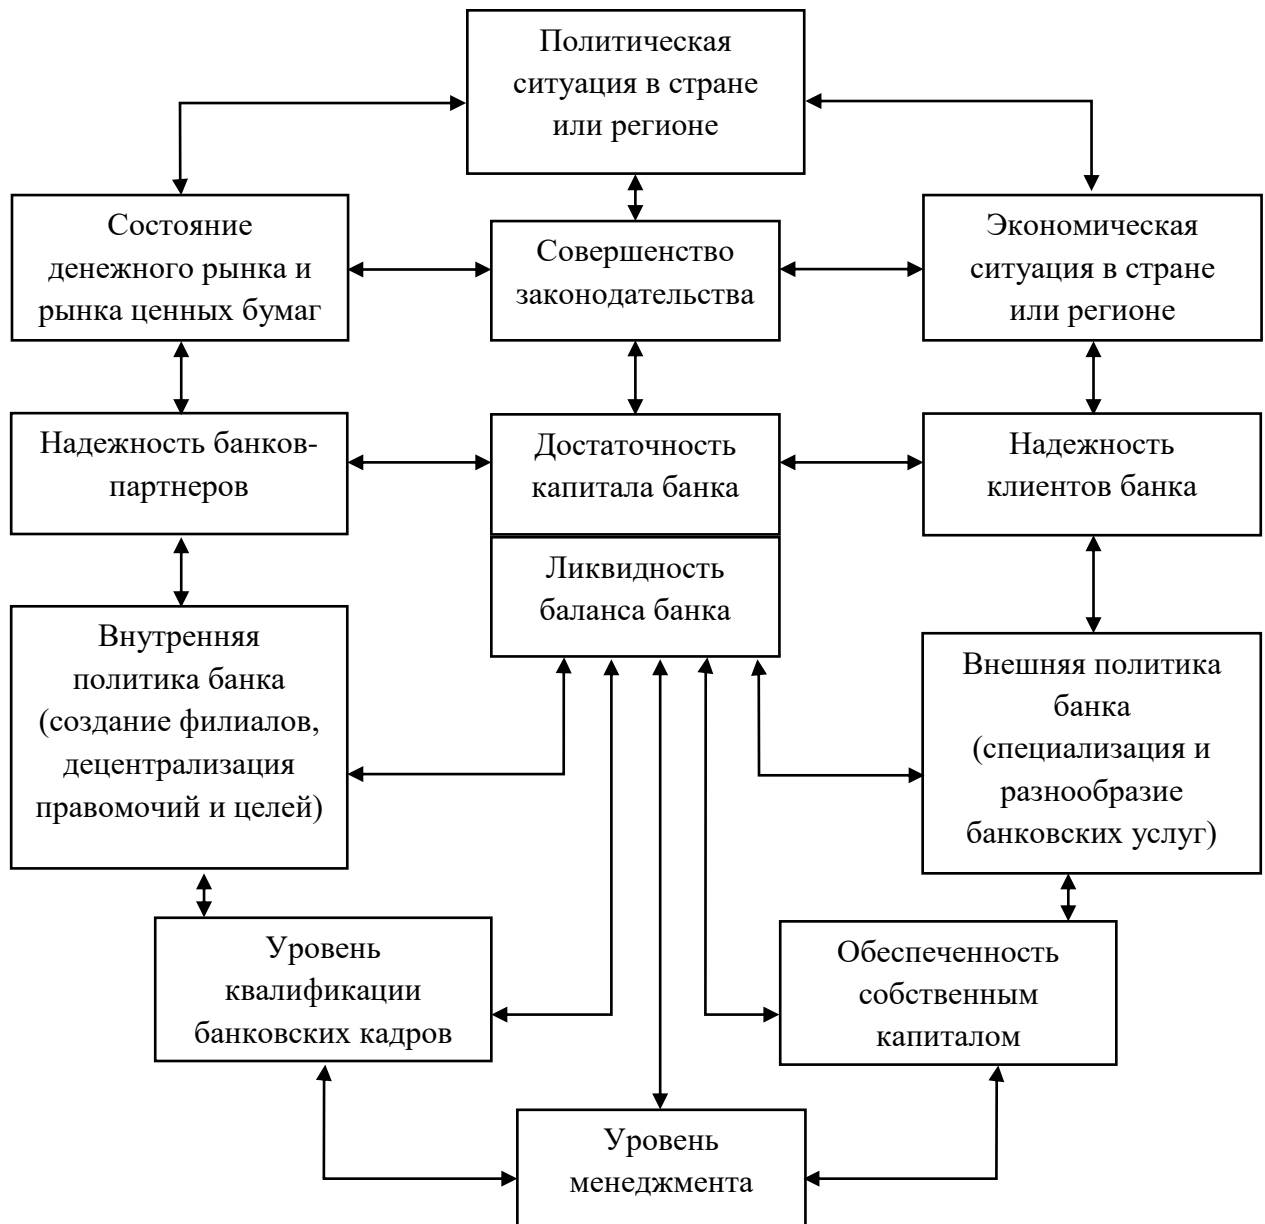 Политическая
ситуация в стране
или регионе
Состояние
денежного рынка и
рынка ценных бумаг
Совершенство
законодательства
Экономическая
ситуация в стране
или регионе
Надежность банков-
партнеров
Достаточность
капитала банка
Надежность
клиентов банка
Ликвидность
баланса банка
Внутренняя
политика банка
(создание филиалов,
децентрализация
правомочий и целей)
Внешняя политика
банка
(специализация и
разнообразие
банковских услуг)
Уровень
квалификации
банковских кадров
Обеспеченность
собственным
капиталом
Уровень
менеджмента